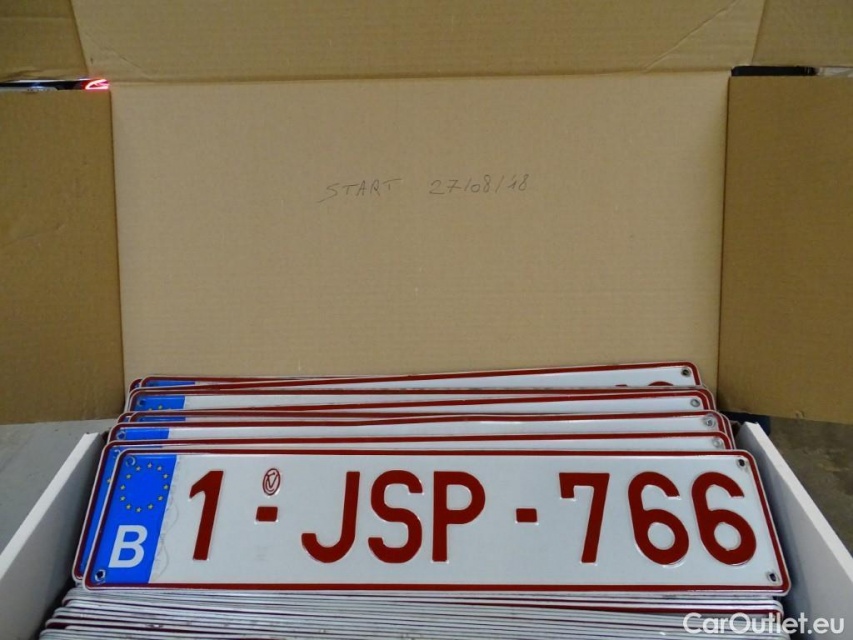 START 27/08/18
B 1-JSP-766
CarOutlet.eu